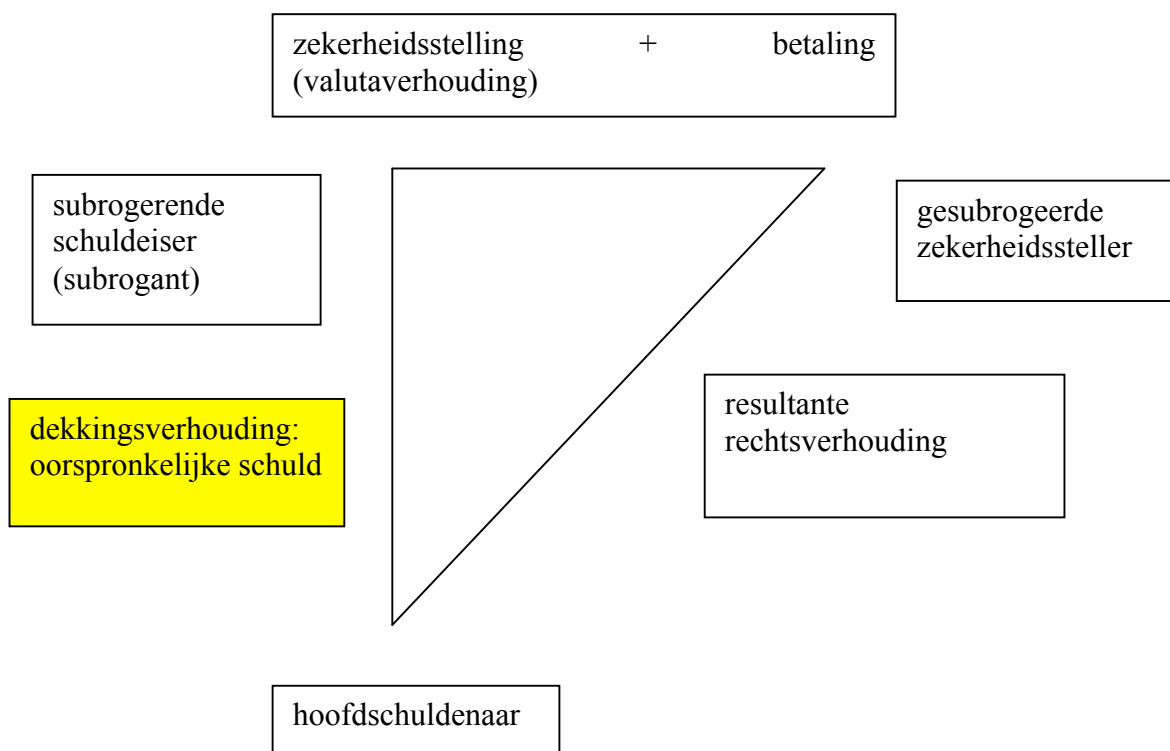 zekerheidsstelling + betaling
(valutaverhouding)
subrogerende
schuldeiser
(subrogant)
gesubrogeerde
zekerheidssteller
dekkingsverhouding:
oorspronkelijke schuld
resultante
rechtsverhouding
hoofdschuldenaar